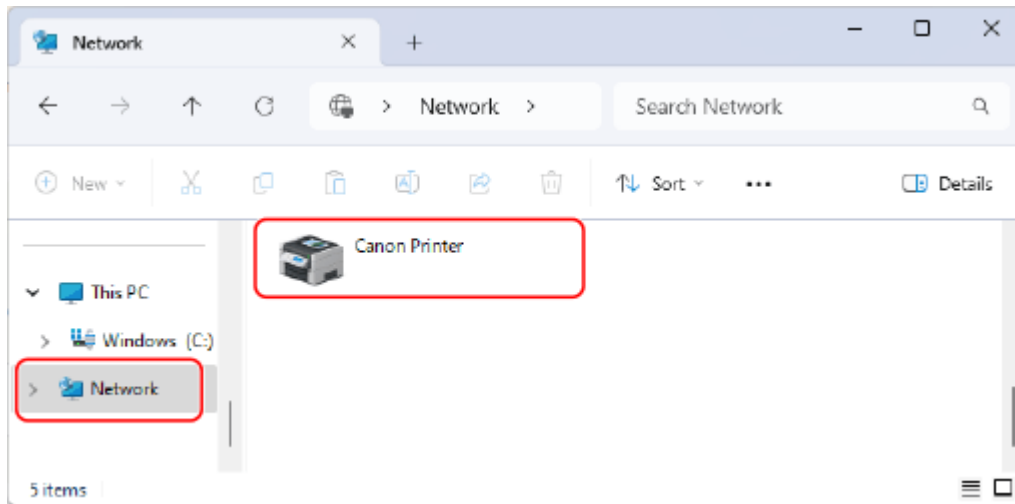 Network
Network
Search Network
New
Sort
Details
Canon Printer
This PC
Windows (C:)
Network
5 items